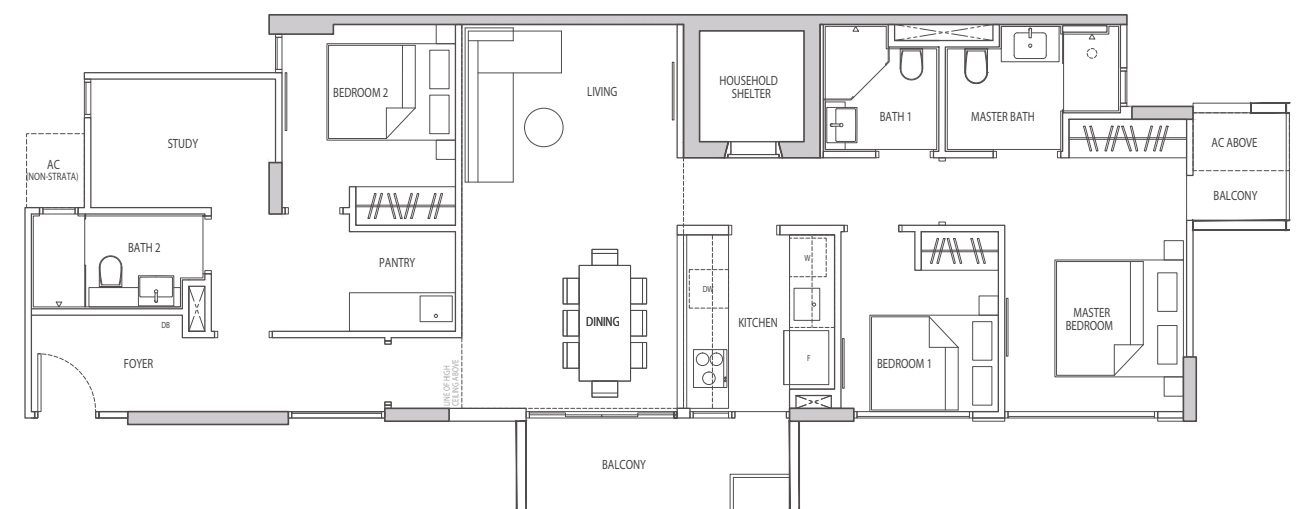 BEDROOM 2
LIVING
HOUSEHOLD
SHELTER
BATH 1
MASTER BATH
STUDY
AC
(NON-STRATA)
AC ABOVE
BALCONY
BATH 2
PANTRY
W
DW
DINING
KITCHEN
MASTER
BEDROOM
DB
FOYER
F
BEDROOM 1
LINE OF HIGH
CEILING ABOVE
BALCONY